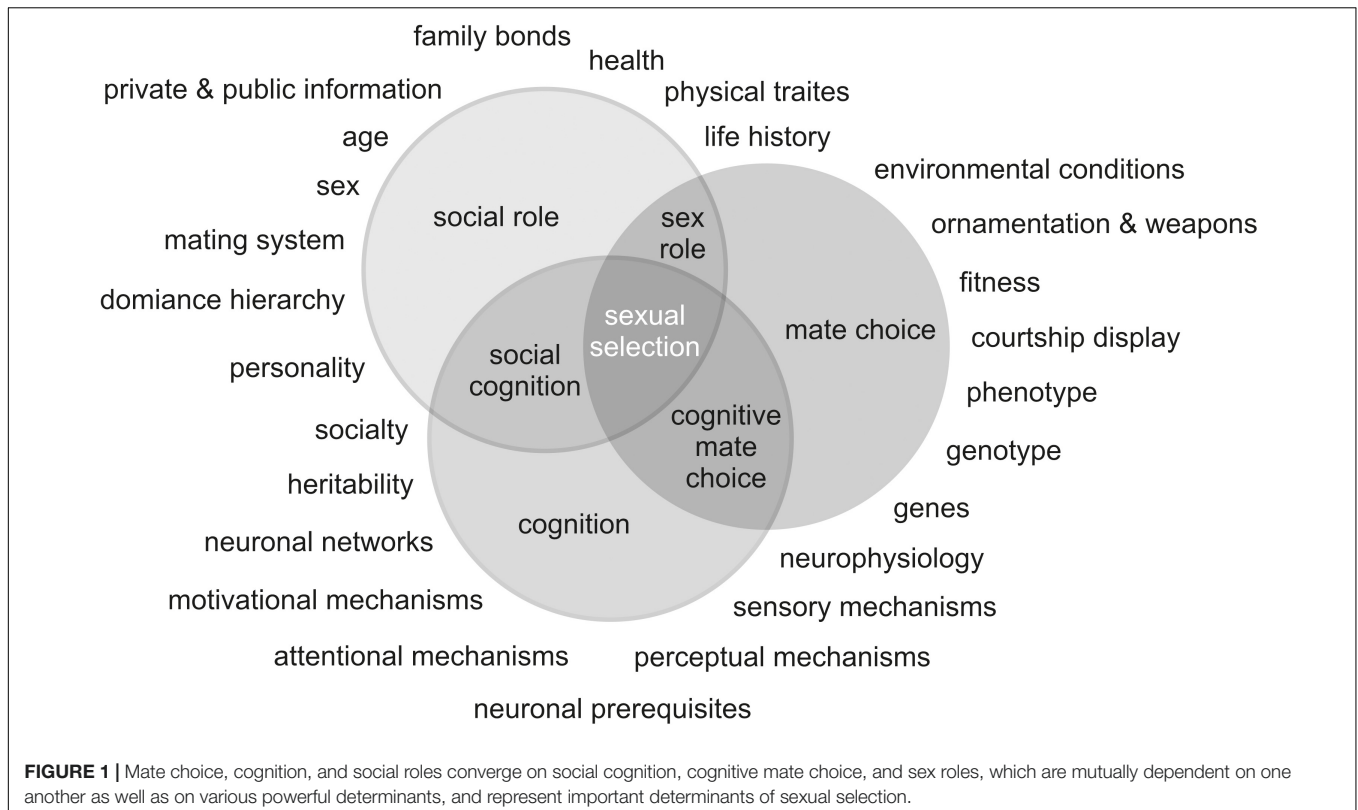 family bonds
health
private & public information
physical traites
age
life history
environmental conditions
sex
social role
sex
role
ornamentation & weapons
mating system
fitness
domiance hierarchy
sexual
selection
mate choice
courtship display
personality
social
cognition
phenotype
socialty
cognitive
mate
choice
genotype
heritability
genes
cognition
neuronal networks
neurophysiology
motivational mechanisms
sensory mechanisms
attentional mechanisms
perceptual mechanisms
neuronal prerequisites
FIGURE 1 | Mate choice, cognition, and social roles converge on social cognition, cognitive mate choice, and sex roles, which are mutually dependent on one
another as well as on various powerful determinants, and represent important determinants of sexual selection.